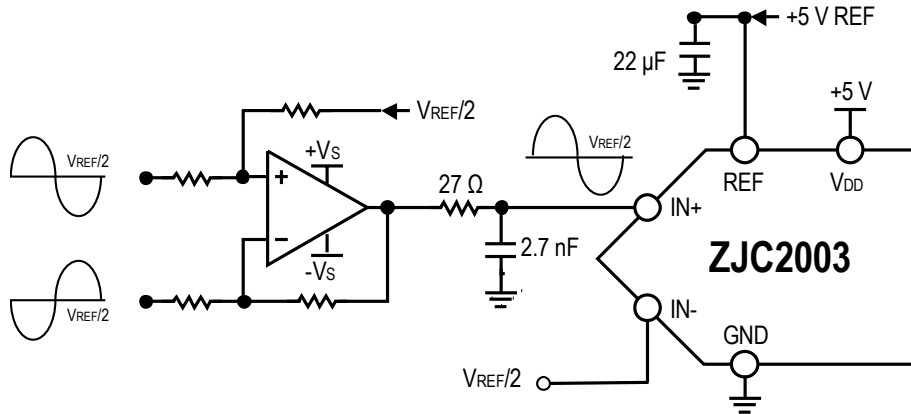 +5 V REF
22 µF
+5 V
VREF/2
VREF/2
+VS
VREF/2
27 Ω
REF
VDD
+
IN+
-
-VS
2.7 nF
ZJC2003
VREF/2
IN-
GND
VREF/2